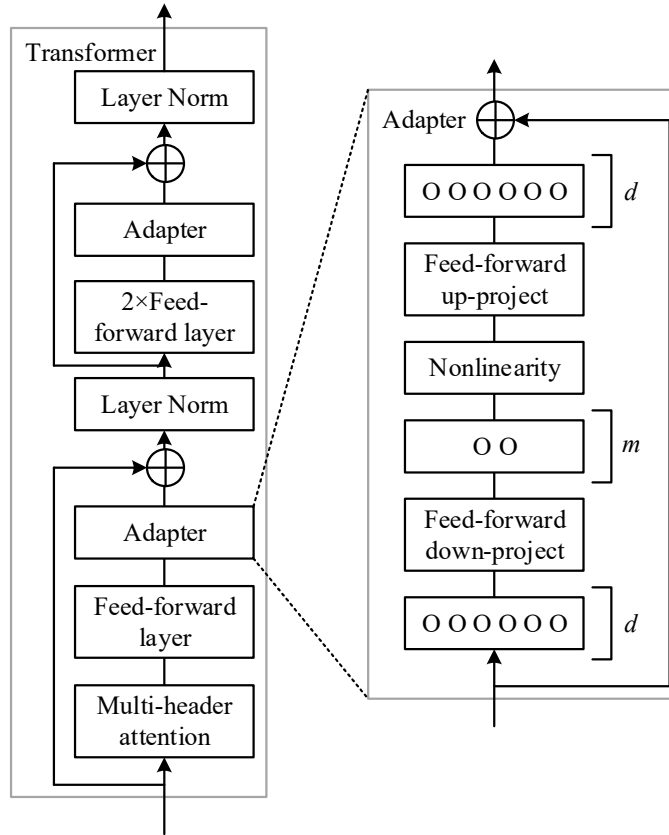 Transformer
Layer Norm
Adapter
2×Feed-
forward layer
Layer Norm
Adapter
Feed-forward
layer
Multi-header
attention
Adapter
O O O O O O
d
Feed-forward
up-project
Nonlinearity
O O
m
Feed-forward
down-project
O O O O O O
d